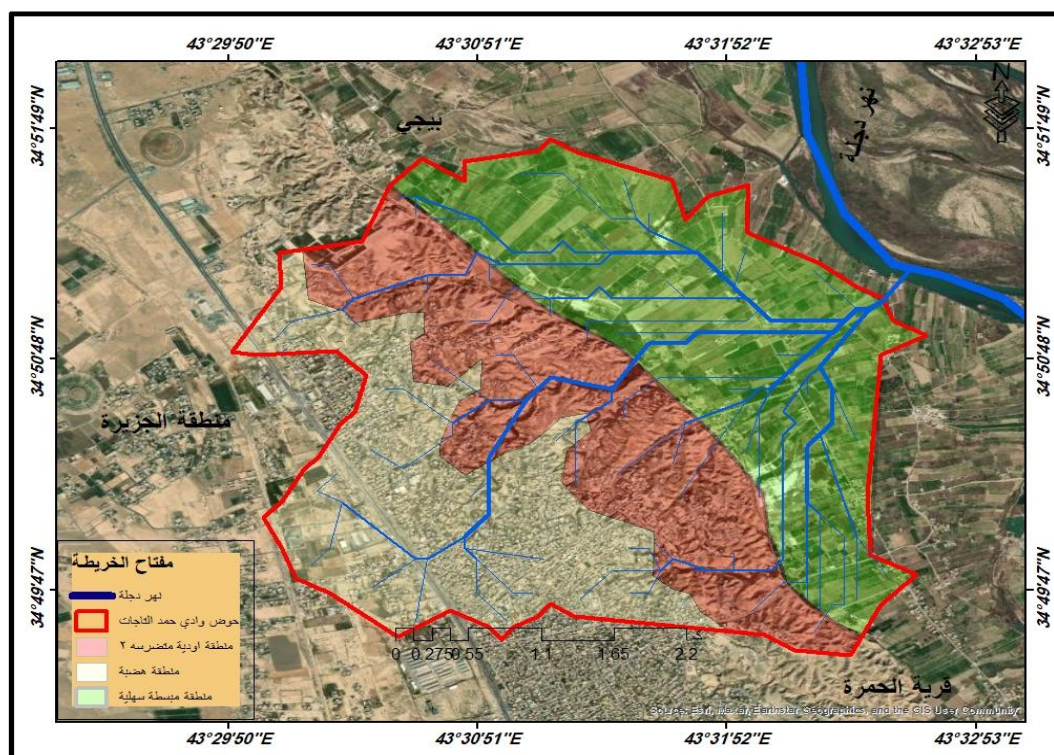 43°29'50"E 43°30'51"E 43°31'52"E 43°32'53"E
34°51'49"N
34°50'48"N
34°49'47"N
34°51'49"N
34°50'48"N
34°49'47"N
N
بيجي
نهر دجلة
منطقة الجزيرة
قرية الحمرة
مفتاح الخريطة
نهر دجلة
حوض وادي حمد التاجات
منطقة اودية متضرسه ٢
منطقة هضبة
منطقة منبسطة سهلية
0 0.275 0.55 1.1 1.65 2.2
Source: Esri, Maxar, Earthstar Geographics, and the GIS User Community
43°29'50"E 43°30'51"E 43°31'52"E 43°32'53"E